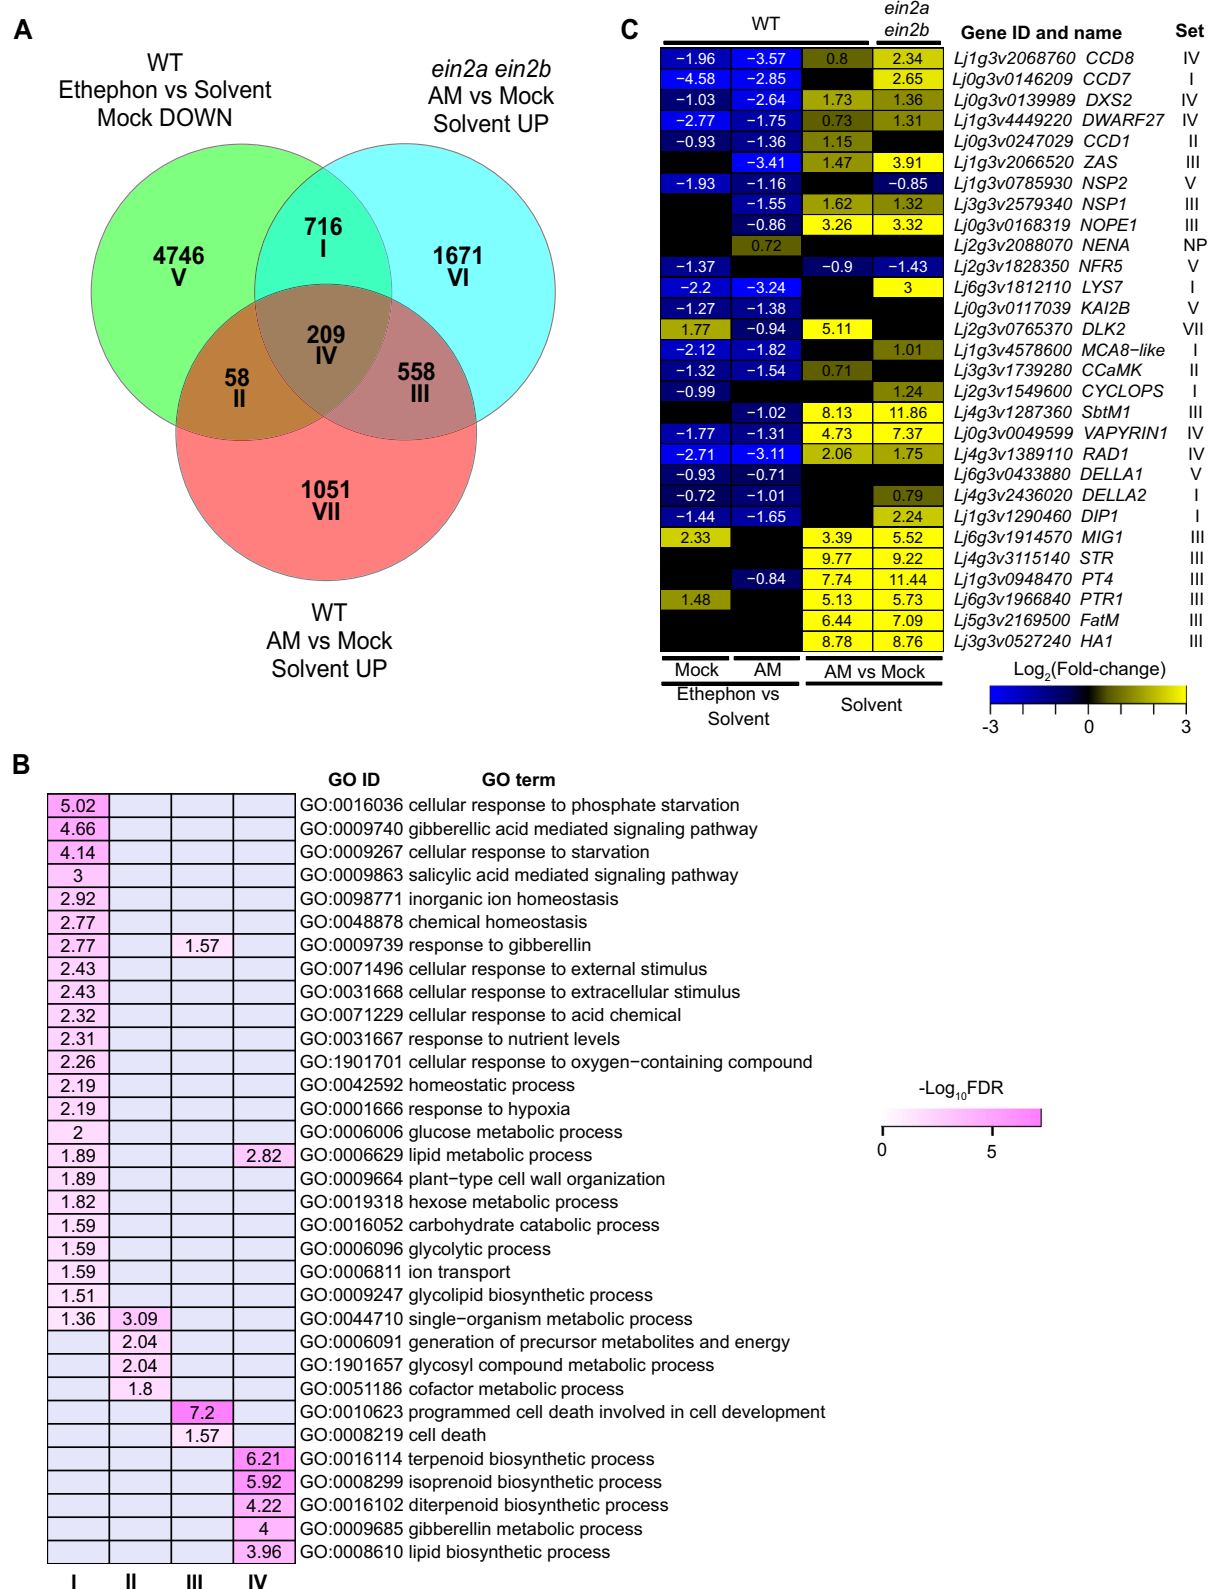 A
WT
Ethephon vs Solvent
Mock DOWN
ein2a ein2b
AM vs Mock
Solvent UP
4746
V
716
I
1671
VI
209
IV
58
II
558
III
1051
VII
WT
AM vs Mock
Solvent UP
C
WT
ein2a
ein2b
Gene ID and name Set
−1.96 −3.57 0.8 2.34 Lj1g3v2068760 CCD8 IV
−4.58 −2.85 2.65 Lj0g3v0146209 CCD7 I
−1.03 −2.64 1.73 1.36 Lj0g3v0139989 DXS2 IV
−2.77 −1.75 0.73 1.31 Lj1g3v4449220 DWARF27 IV
−0.93 −1.36 1.15 Lj0g3v0247029 CCD1 II
−3.41 1.47 3.91 Lj1g3v2066520 ZAS III
−1.93 −1.16 −0.85 Lj1g3v0785930 NSP2 V
−1.55 1.62 1.32 Lj3g3v2579340 NSP1 III
−0.86 3.26 3.32 Lj0g3v0168319 NOPE1 III
0.72 Lj2g3v2088070 NENA NP
−1.37 −0.9 −1.43 Lj2g3v1828350 NFR5 V
−2.2 −3.24 3 Lj6g3v1812110 LYS7 I
−1.27 −1.38 Lj0g3v0117039 KAI2B V
1.77 −0.94 5.11 Lj2g3v0765370 DLK2 VII
−2.12 −1.82 1.01 Lj1g3v4578600 MCA8−like I
−1.32 −1.54 0.71 Lj3g3v1739280 CCaMK II
−0.99 1.24 Lj2g3v1549600 CYCLOPS I
−1.02 8.13 11.86 Lj4g3v1287360 SbtM1 III
−1.77 −1.31 4.73 7.37 Lj0g3v0049599 VAPYRIN1 IV
−2.71 −3.11 2.06 1.75 Lj4g3v1389110 RAD1 IV
−0.93 −0.71 Lj6g3v0433880 DELLA1 V
−0.72 −1.01 0.79 Lj4g3v2436020 DELLA2 I
−1.44 −1.65 2.24 Lj1g3v1290460 DIP1 I
2.33 3.39 5.52 Lj6g3v1914570 MIG1 III
9.77 9.22 Lj4g3v3115140 STR III
−0.84 7.74 11.44 Lj1g3v0948470 PT4 III
1.48 5.13 5.73 Lj6g3v1966840 PTR1 III
6.44 7.09 Lj5g3v2169500 FatM III
8.78 8.76 Lj3g3v0527240 HA1 III
Mock AM AM vs Mock
Ethephon vs
Solvent
Solvent
Log2(Fold-change)
-3 0 3
B
GO ID GO term
5.02 GO:0016036 cellular response to phosphate starvation
4.66 GO:0009740 gibberellic acid mediated signaling pathway
4.14 GO:0009267 cellular response to starvation
3 GO:0009863 salicylic acid mediated signaling pathway
2.92 GO:0098771 inorganic ion homeostasis
2.77 GO:0048878 chemical homeostasis
2.77 1.57 GO:0009739 response to gibberellin
2.43 GO:0071496 cellular response to external stimulus
2.43 GO:0031668 cellular response to extracellular stimulus
2.32 GO:0071229 cellular response to acid chemical
2.31 GO:0031667 response to nutrient levels
2.26 GO:1901701 cellular response to oxygen−containing compound
2.19 GO:0042592 homeostatic process
2.19 GO:0001666 response to hypoxia
2 GO:0006006 glucose metabolic process
1.89 2.82 GO:0006629 lipid metabolic process
1.89 GO:0009664 plant−type cell wall organization
1.82 GO:0019318 hexose metabolic process
1.59 GO:0016052 carbohydrate catabolic process
1.59 GO:0006096 glycolytic process
1.59 GO:0006811 ion transport
1.51 GO:0009247 glycolipid biosynthetic process
1.36 3.09 GO:0044710 single−organism metabolic process
2.04 GO:0006091 generation of precursor metabolites and energy
2.04 GO:1901657 glycosyl compound metabolic process
1.8 GO:0051186 cofactor metabolic process
7.2 GO:0010623 programmed cell death involved in cell development
1.57 GO:0008219 cell death
6.21 GO:0016114 terpenoid biosynthetic process
5.92 GO:0008299 isoprenoid biosynthetic process
4.22 GO:0016102 diterpenoid biosynthetic process
4 GO:0009685 gibberellin metabolic process
3.96 GO:0008610 lipid biosynthetic process
I II III IV
-Log10FDR
0 5